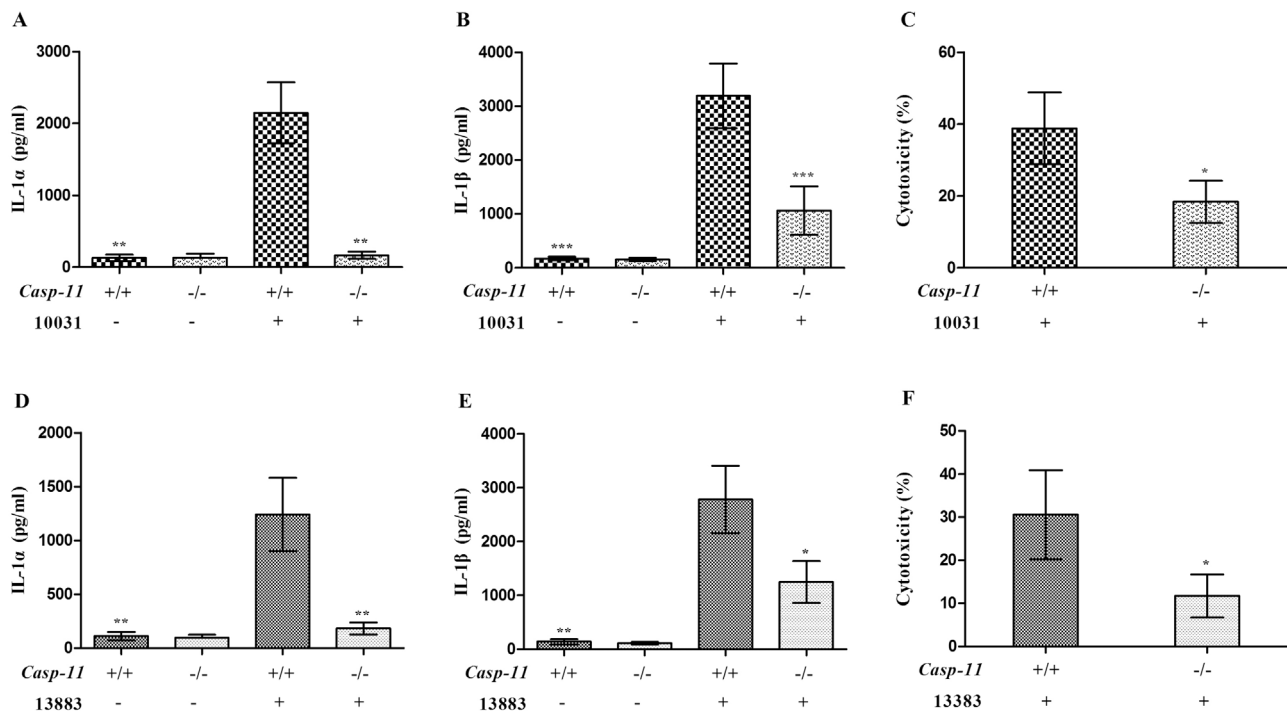 A
IL-1α (pg/ml)
3000
2000
1000
0
** **
Casp-11 +/+ -/- +/+ -/-
10031 - - + +
B
IL-1β (pg/ml)
4000
3000
2000
1000
0
*** ***
Casp-11 +/+ -/- +/+ -/-
10031 - - + +
C
Cytotoxicity (%)
60
40
20
0
*
Casp-11 +/+ -/-
10031 + +
D
IL-1α (pg/ml)
2000
1500
1000
500
0
** **
Casp-11 +/+ -/- +/+ -/-
13883 - - + +
E
IL-1β (pg/ml)
4000
3000
2000
1000
0
** *
Casp-11 +/+ -/- +/+ -/-
13883 - - + +
F
Cytotoxicity (%)
50
40
30
20
10
0
*
Casp-11 +/+ -/-
13383 + +